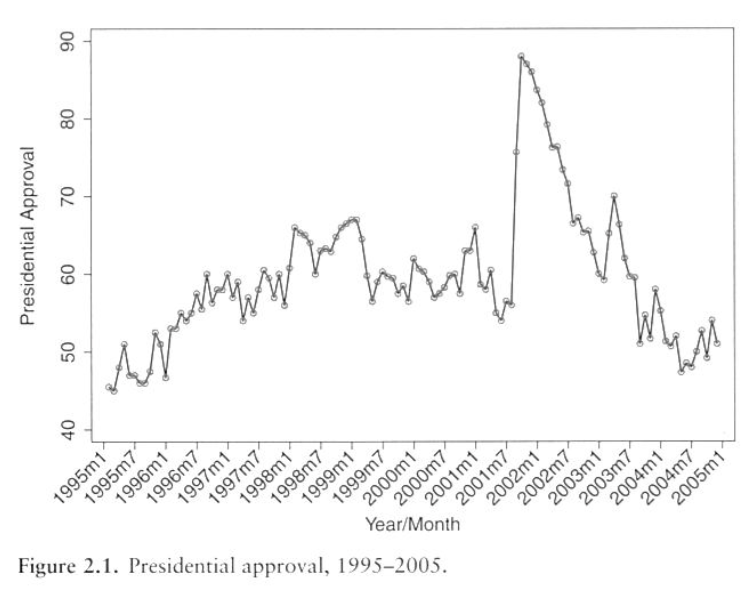 90
80
70
60
50
40
Presidential Approval
1995m1
1995m7
1996m1
1996m7
1997m1
1997m7
1998m1
1998m7
1999m1
1999m7
2000m1
2000m7
2001m1
2001m7
2002m1
2002m7
2003m1
2003m7
2004m1
2004m7
2005m1
Year/Month
Figure 2.1. Presidential approval, 1995–2005.